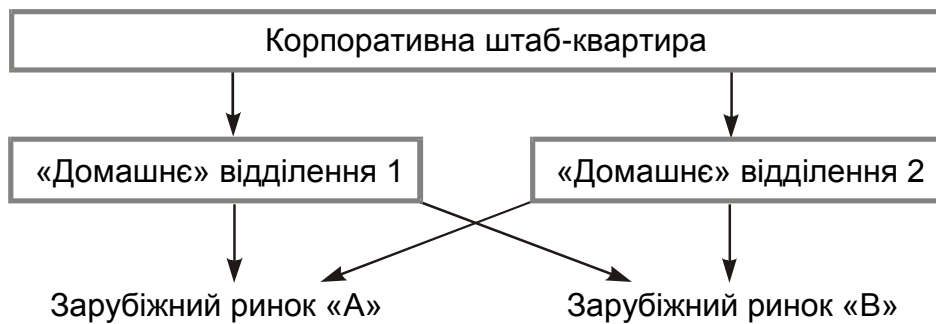 Корпоративна штаб-квартира
«Домашнє» відділення 1
«Домашнє» відділення 2
Зарубіжний ринок «А»
Зарубіжний ринок «В»